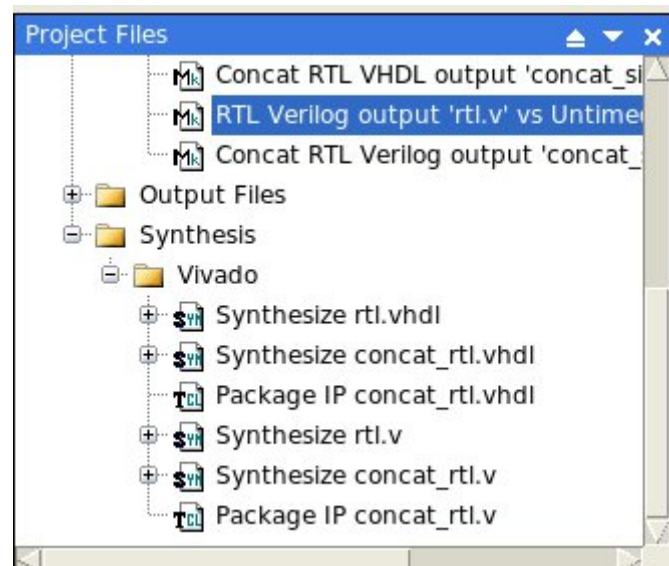 Project Files
Concat RTL VHDL output 'concat_si
RTL Verilog output 'rtl.v' vs Untime
Concat RTL Verilog output 'concat_
Output Files
Synthesis
Vivado
Synthesize rtl.vhdl
Synthesize concat_rtl.vhdl
Package IP concat_rtl.vhdl
Synthesize rtl.v
Synthesize concat_rtl.v
Package IP concat_rtl.v